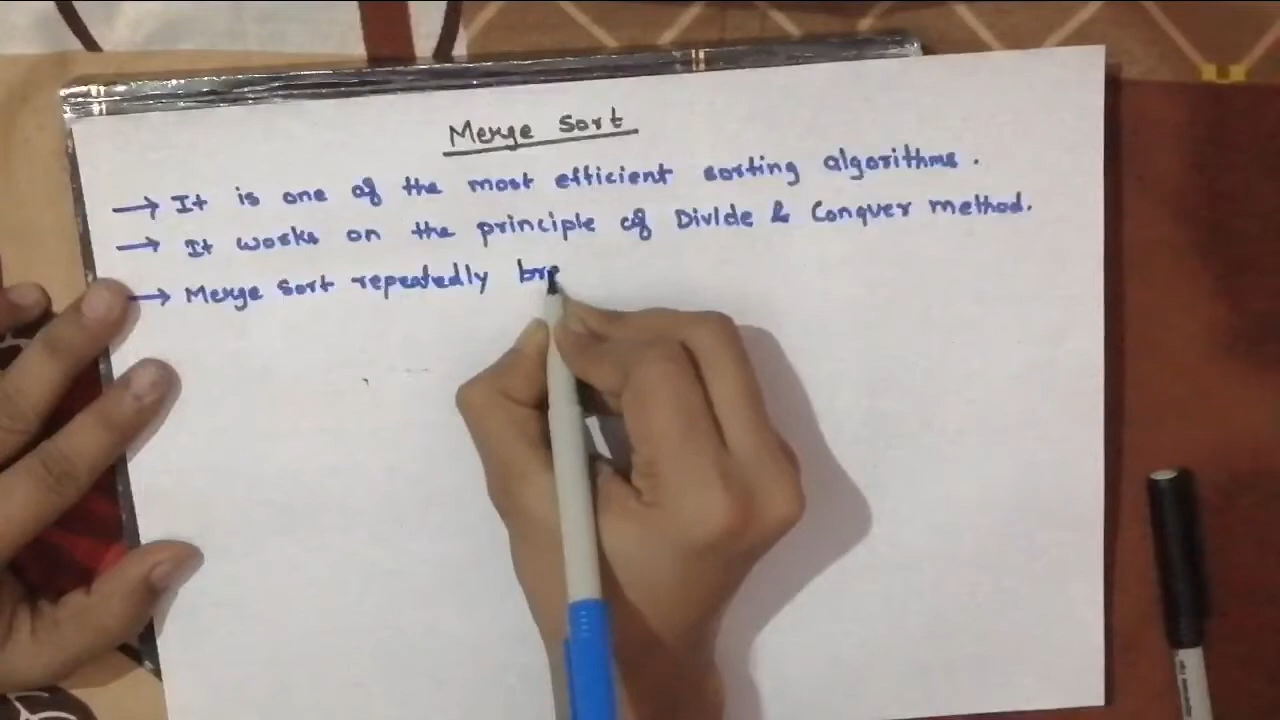 Merge Sort
→ It is one of the most efficient sorting algorithms.
→ It works on the principle of Divide & Conquer method.
→ Merge Sort repeatedly bre